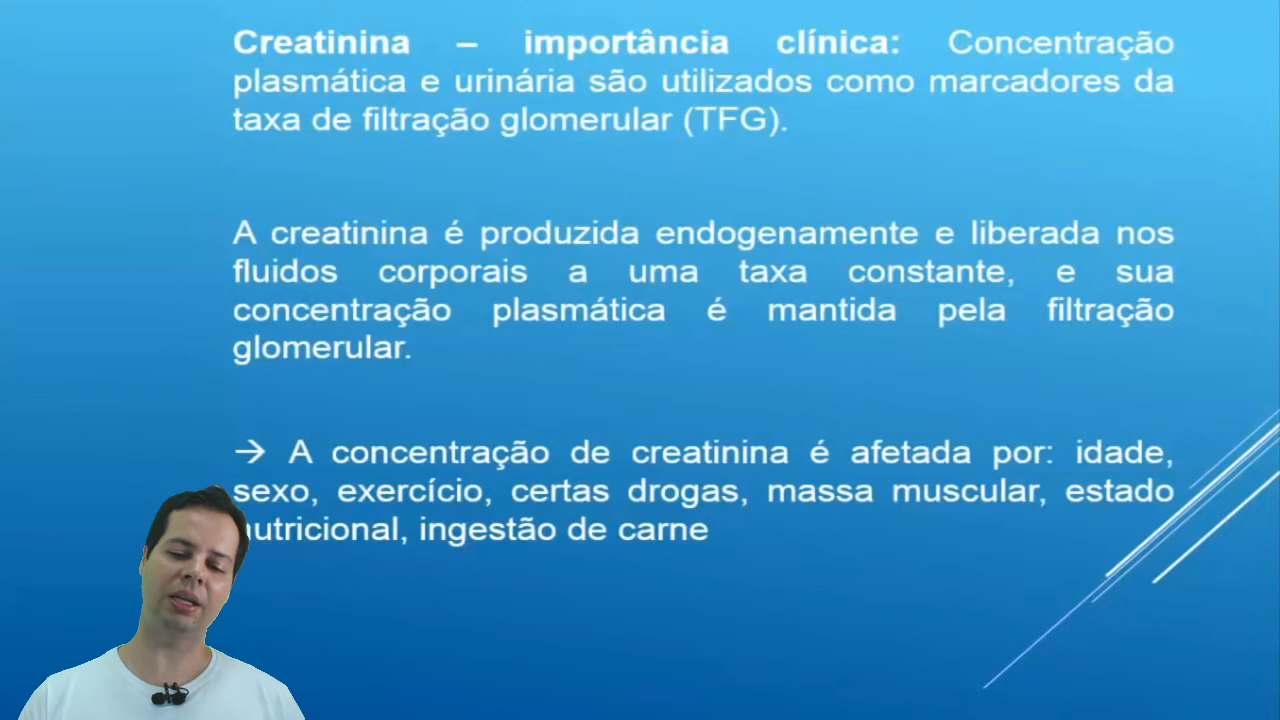 Creatinina – importância clínica: Concentração
plasmática e urinária são utilizados como marcadores da
taxa de filtração glomerular (TFG).
A creatinina é produzida endogenamente e liberada nos
fluidos corporais a uma taxa constante, e sua
concentração plasmática é mantida pela filtração
glomerular.
→ A concentração de creatinina é afetada por: idade,
sexo, exercício, certas drogas, massa muscular, estado
nutricional, ingestão de carne